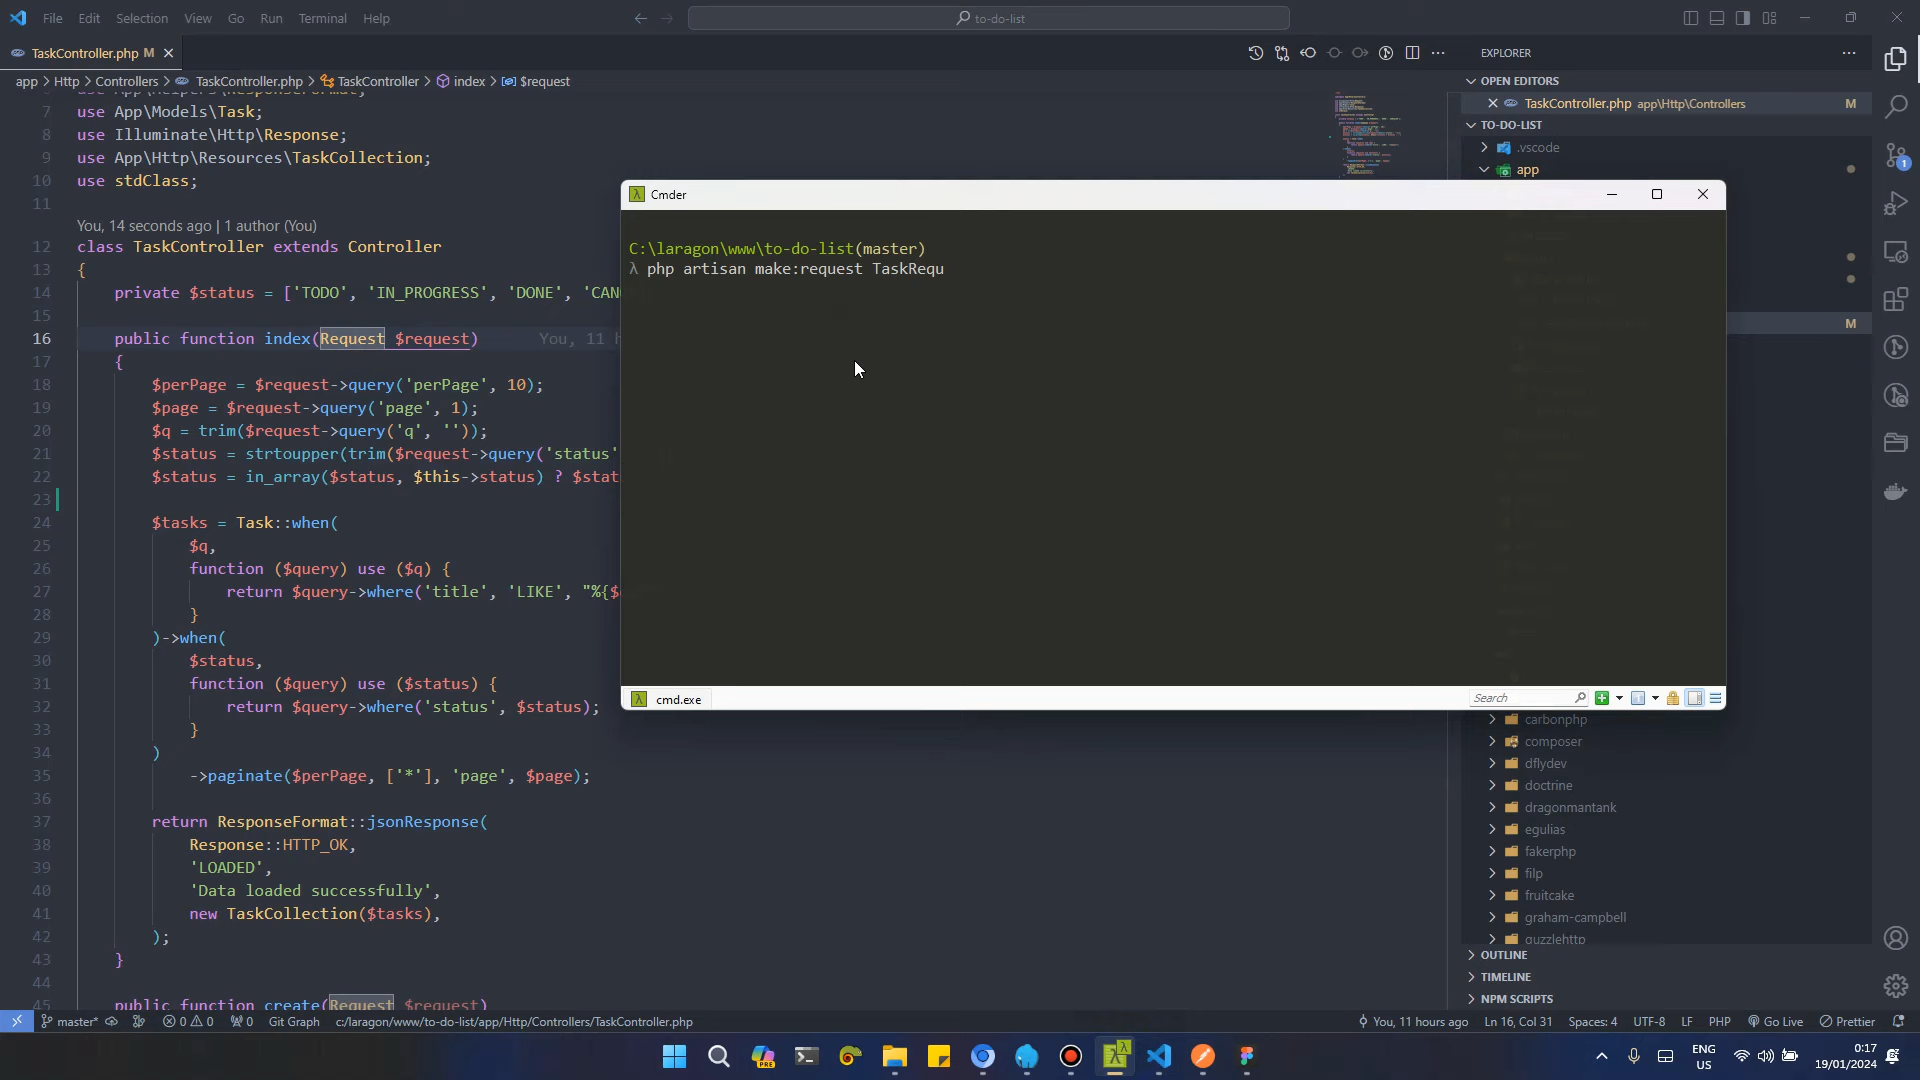 File Edit Selection View Go Run Terminal Help
to-do-list
TaskController.php M
EXPLORER
app > Http > Controllers > TaskController.php > TaskController > index > $request
OPEN EDITORS
TaskController.php app\Http\Controllers M
TO-DO-LIST
.vscode
app
M
7 use App\Models\Task;
8 use Illuminate\Http\Response;
9 use App\Http\Resources\TaskCollection;
10 use stdClass;
11
You, 14 seconds ago | 1 author (You)
12 class TaskController extends Controller
13 {
14 private $status = ['TODO', 'IN_PROGRESS', 'DONE', 'CAN
15
16 public function index(Request $request) You, 11 h
17 {
18 $perPage = $request->query('perPage', 10);
19 $page = $request->query('page', 1);
20 $q = trim($request->query('q', ''));
21 $status = strtoupper(trim($request->query('status'
22 $status = in_array($status, $this->status) ? $stat
23
24 $tasks = Task::when(
25 $q,
26 function ($query) use ($q) {
27 return $query->where('title', 'LIKE', "%{$
28 }
29 )->when(
30 $status,
31 function ($query) use ($status) {
32 return $query->where('status', $status);
33 }
34 )
35 ->paginate($perPage, ['*'], 'page', $page);
36
37 return ResponseFormat::jsonResponse(
38 Response::HTTP_OK,
39 'LOADED',
40 'Data loaded successfully',
41 new TaskCollection($tasks),
42 );
43 }
44
45 public function create(Request $request)
Cmder
C:\laragon\www\to-do-list(master)
λ php artisan make:request TaskRequ
cmd.exe
Search
carbonphp
composer
dflydev
doctrine
dragonmantank
egulias
fakerphp
filp
fruitcake
graham-campbell
guzzlehttp
OUTLINE
TIMELINE
NPM SCRIPTS
master* 0 0 0 Git Graph c:/laragon/www/to-do-list/app/Http/Controllers/TaskController.php
You, 11 hours ago Ln 16, Col 31 Spaces: 4 UTF-8 LF PHP Go Live Prettier
PRE
ENG
US
0:17
19/01/2024